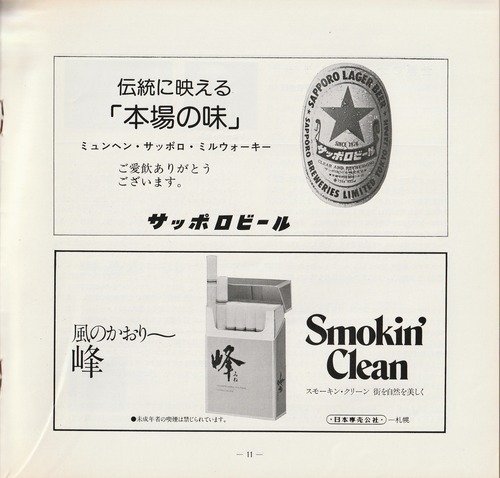 伝統に映える
「本場の味」
ミュンヘン・サッポロ・ミルウォーキー
ご愛飲ありがとう
ございます。
サッポロビール
SAPPORO LAGER BEER
SINCE 1876
サッポロビール
SAPPORO BREWERIES LIMITED TOKYO JAPAN
風のかおり〜
峰
峰
みね
Smokin'
Clean
スモーキン・クリーン 街を自然を美しく
●未成年者の喫煙は禁じられています。
・日本専売公社・—札幌
— 11 —